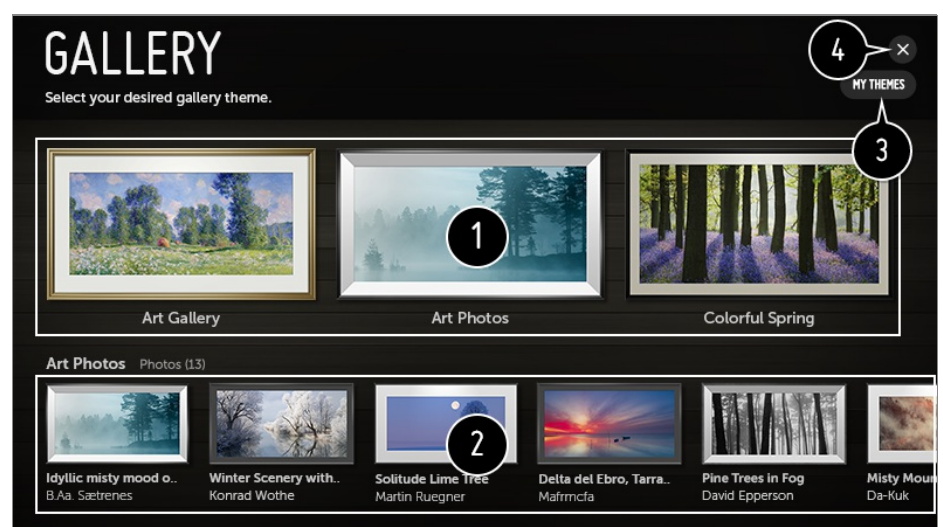 GALLERY
Select your desired gallery theme.
4
×
MY THEMES
3
1
Art Gallery
Art Photos
Colorful Spring
Art Photos Photos (13)
2
Idyllic misty mood o..
B.Aa. Sætrenes
Winter Scenery with..
Konrad Wothe
Solitude Lime Tree
Martin Ruegner
Delta del Ebro, Tarra..
Mafrmcfa
Pine Trees in Fog
David Epperson
Misty Moun
Da-Kuk